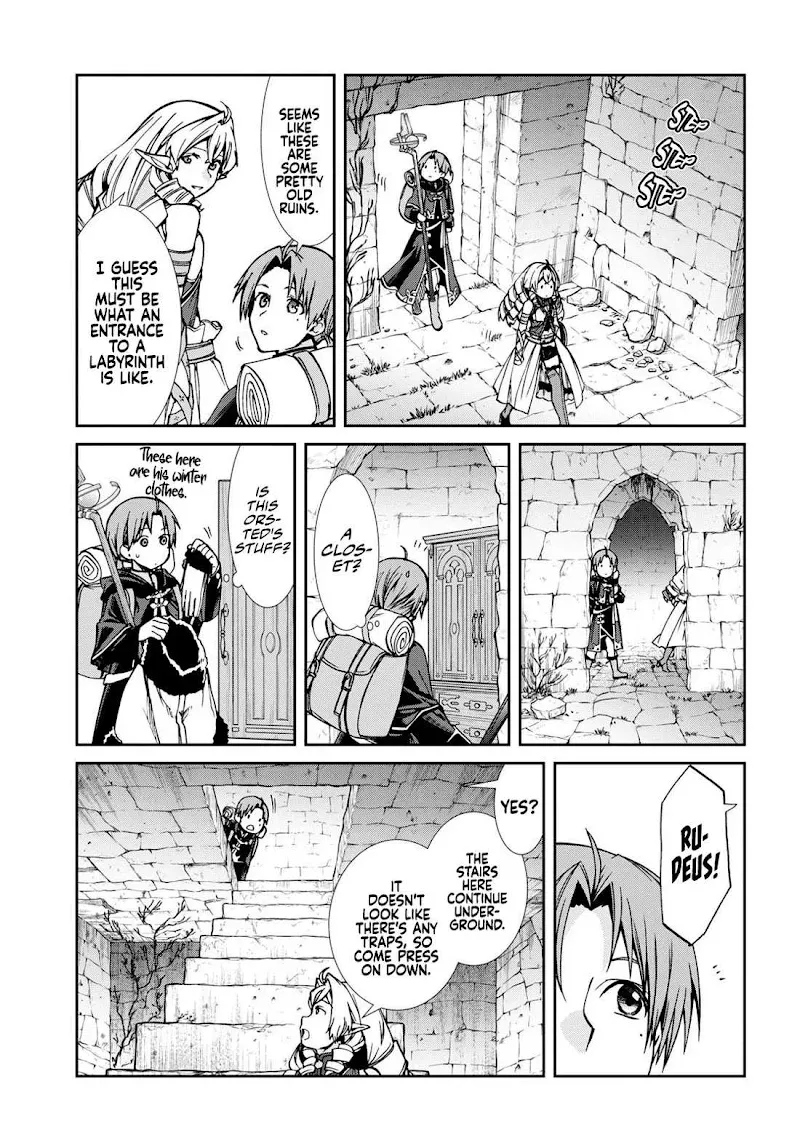 STEP
STEP
STEP
SEEMS
LIKE
THESE
ARE
SOME
PRETTY
OLD
RUINS.
I GUESS
THIS
MUST BE
WHAT AN
ENTRANCE
TO A
LABYRINTH
IS LIKE.
A
CLOS-
ET?
IS
THIS
ORS-
TED'S
STUFF?
These here
are his winter
clothes.
RU-
DEUS!
YES?
THE
STAIRS
HERE
CONTINUE
UNDER-
GROUND.
IT
DOESN'T
LOOK LIKE
THERE'S ANY
TRAPS, SO
COME PRESS
ON DOWN.